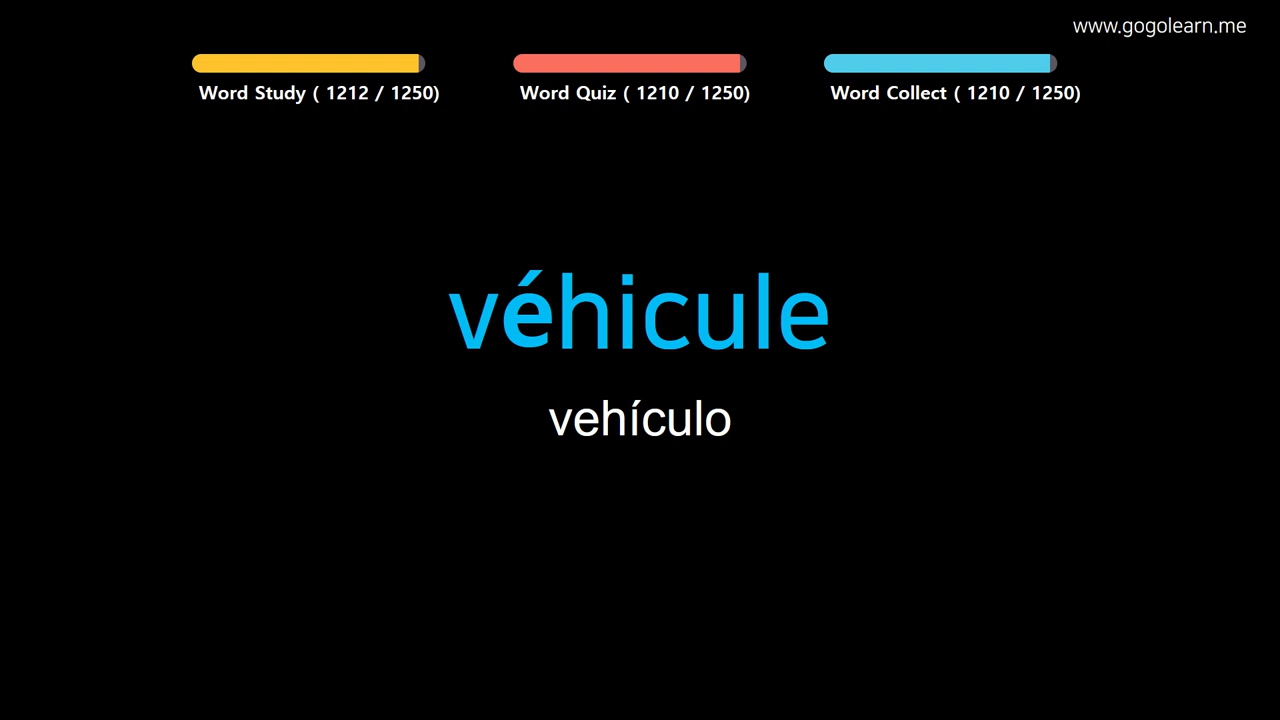 www.gogolearn.me
Word Study ( 1212 / 1250)
Word Quiz ( 1210 / 1250)
Word Collect ( 1210 / 1250)
véhicule
vehículo